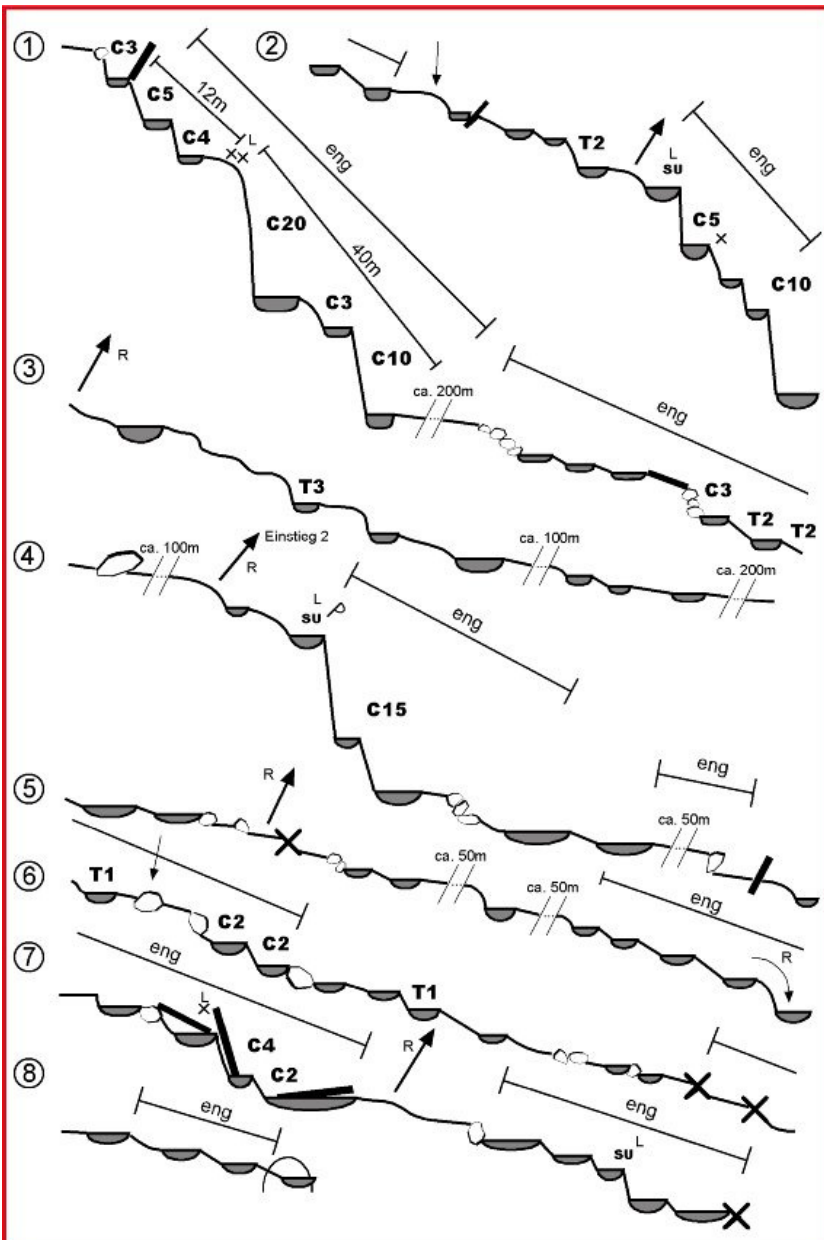 ①
C3
12m
②
C5
C4
L
eng
T2
L
su
eng
C20
40m
C5
C10
C3
③
R
C10
ca. 200m
eng
T3
C3
T2
T2
④
ca. 100m
Einstieg 2
R
ca. 100m
ca. 200m
L
su
eng
C15
⑤
R
eng
ca. 50m
ca. 50m
⑥
T1
ca. 50m
eng
C2
C2
R
⑦
eng
T1
L
C4
R
C2
⑧
eng
eng
su
L